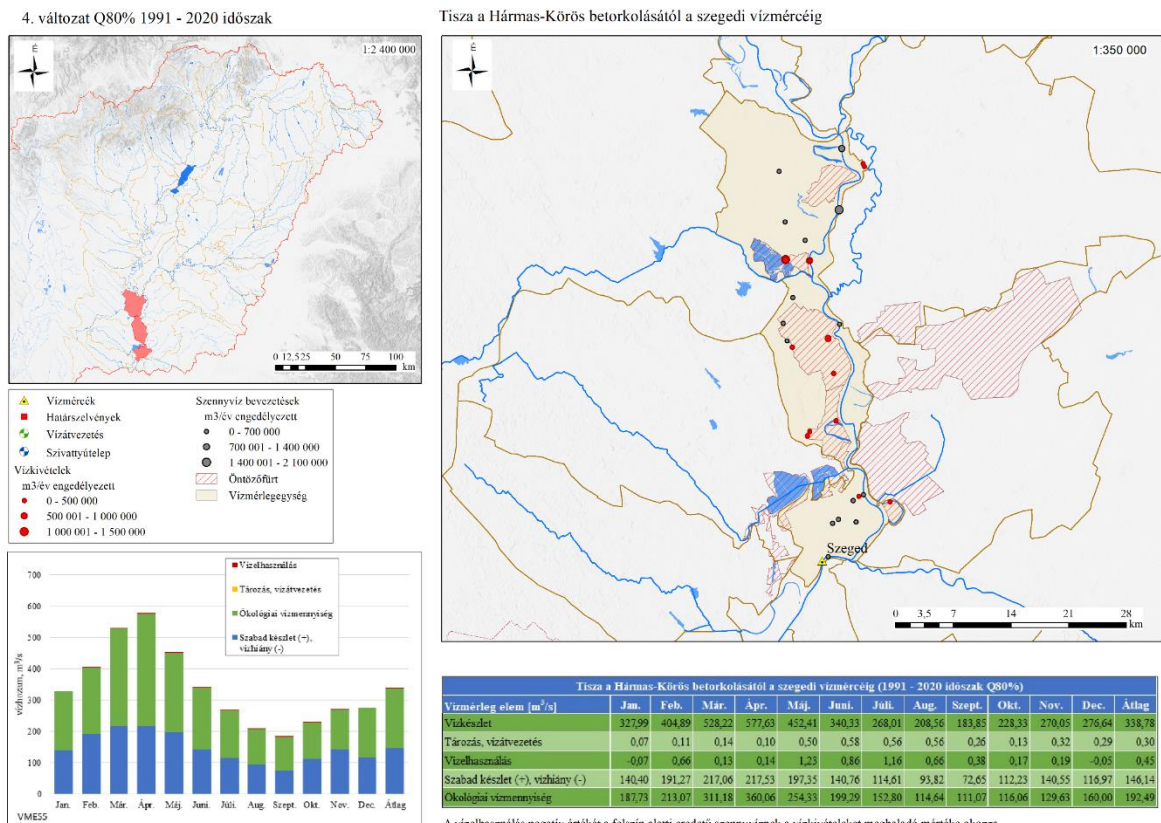 4. változat Q80% 1991 - 2020 időszak
Tisza a Hármas-Körös betorkolásától a szegedi vízmércéig
É
1:2 400 000
0 12,5 25 50 75 100
km
Vízmércék
Határszelvények
Vízátvezetés
Szivattyútelep
Vízkivételek
m3/év engedélyezett
0 - 500 000
500 001 - 1 000 000
1 000 001 - 1 500 000
Szennyvíz bevezetések
m3/év engedélyezett
0 - 700 000
700 001 - 1 400 000
1 400 001 - 2 100 000
Öntözőfürt
Vízmérlegegység
É
1:350 000
Szeged
0 3,5 7 14 21 28
km
vízhozam, m³/s
700
600
500
400
300
200
100
0
Vízelhasználás
Tározás, vízátvezetés
Ökológiai vízmennyiség
Szabad készlet (+), vízhiány (-)
Jan. Feb. Már. Ápr. Máj. Juni. Júli. Aug. Szept. Okt. Nov. Dec. Átlag
VME55
Tisza a Hármas-Körös betorkolásától a szegedi vízmércéig (1991 - 2020 időszak Q80%)
Vízmérleg elem [m³/s] Jan. Feb. Már. Ápr. Máj. Juni. Júli. Aug. Szept. Okt. Nov. Dec. Átlag
Vízkészlet 327,99 404,89 528,22 577,63 452,41 340,33 268,01 208,56 183,85 228,33 270,05 276,64 338,78
Tározás, vízátvezetés 0,07 0,11 0,14 0,10 0,50 0,58 0,56 0,56 0,26 0,13 0,32 0,29 0,30
Vízelhasználás -0,07 0,66 0,13 0,14 1,23 0,86 1,16 0,66 0,38 0,17 0,19 -0,05 0,45
Szabad készlet (+), vízhiány (-) 140,40 191,27 217,06 217,53 197,35 140,76 114,61 93,82 72,65 112,23 140,55 116,97 146,14
Ökológiai vízmennyiség 187,73 213,07 311,18 360,06 254,33 199,29 152,80 114,64 111,07 116,06 129,63 160,00 192,49
A vízelhasználás negatív értékét a felszín alatti eredetű szennyvíznek a vízkivételeket meghaladó mértéke okozza